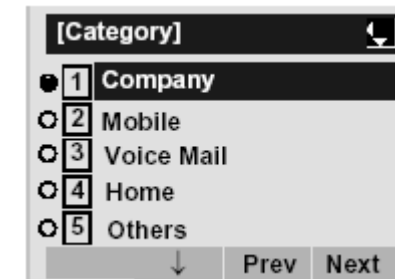 [Category]
1 Company
2 Mobile
3 Voice Mail
4 Home
5 Others
↓ Prev Next